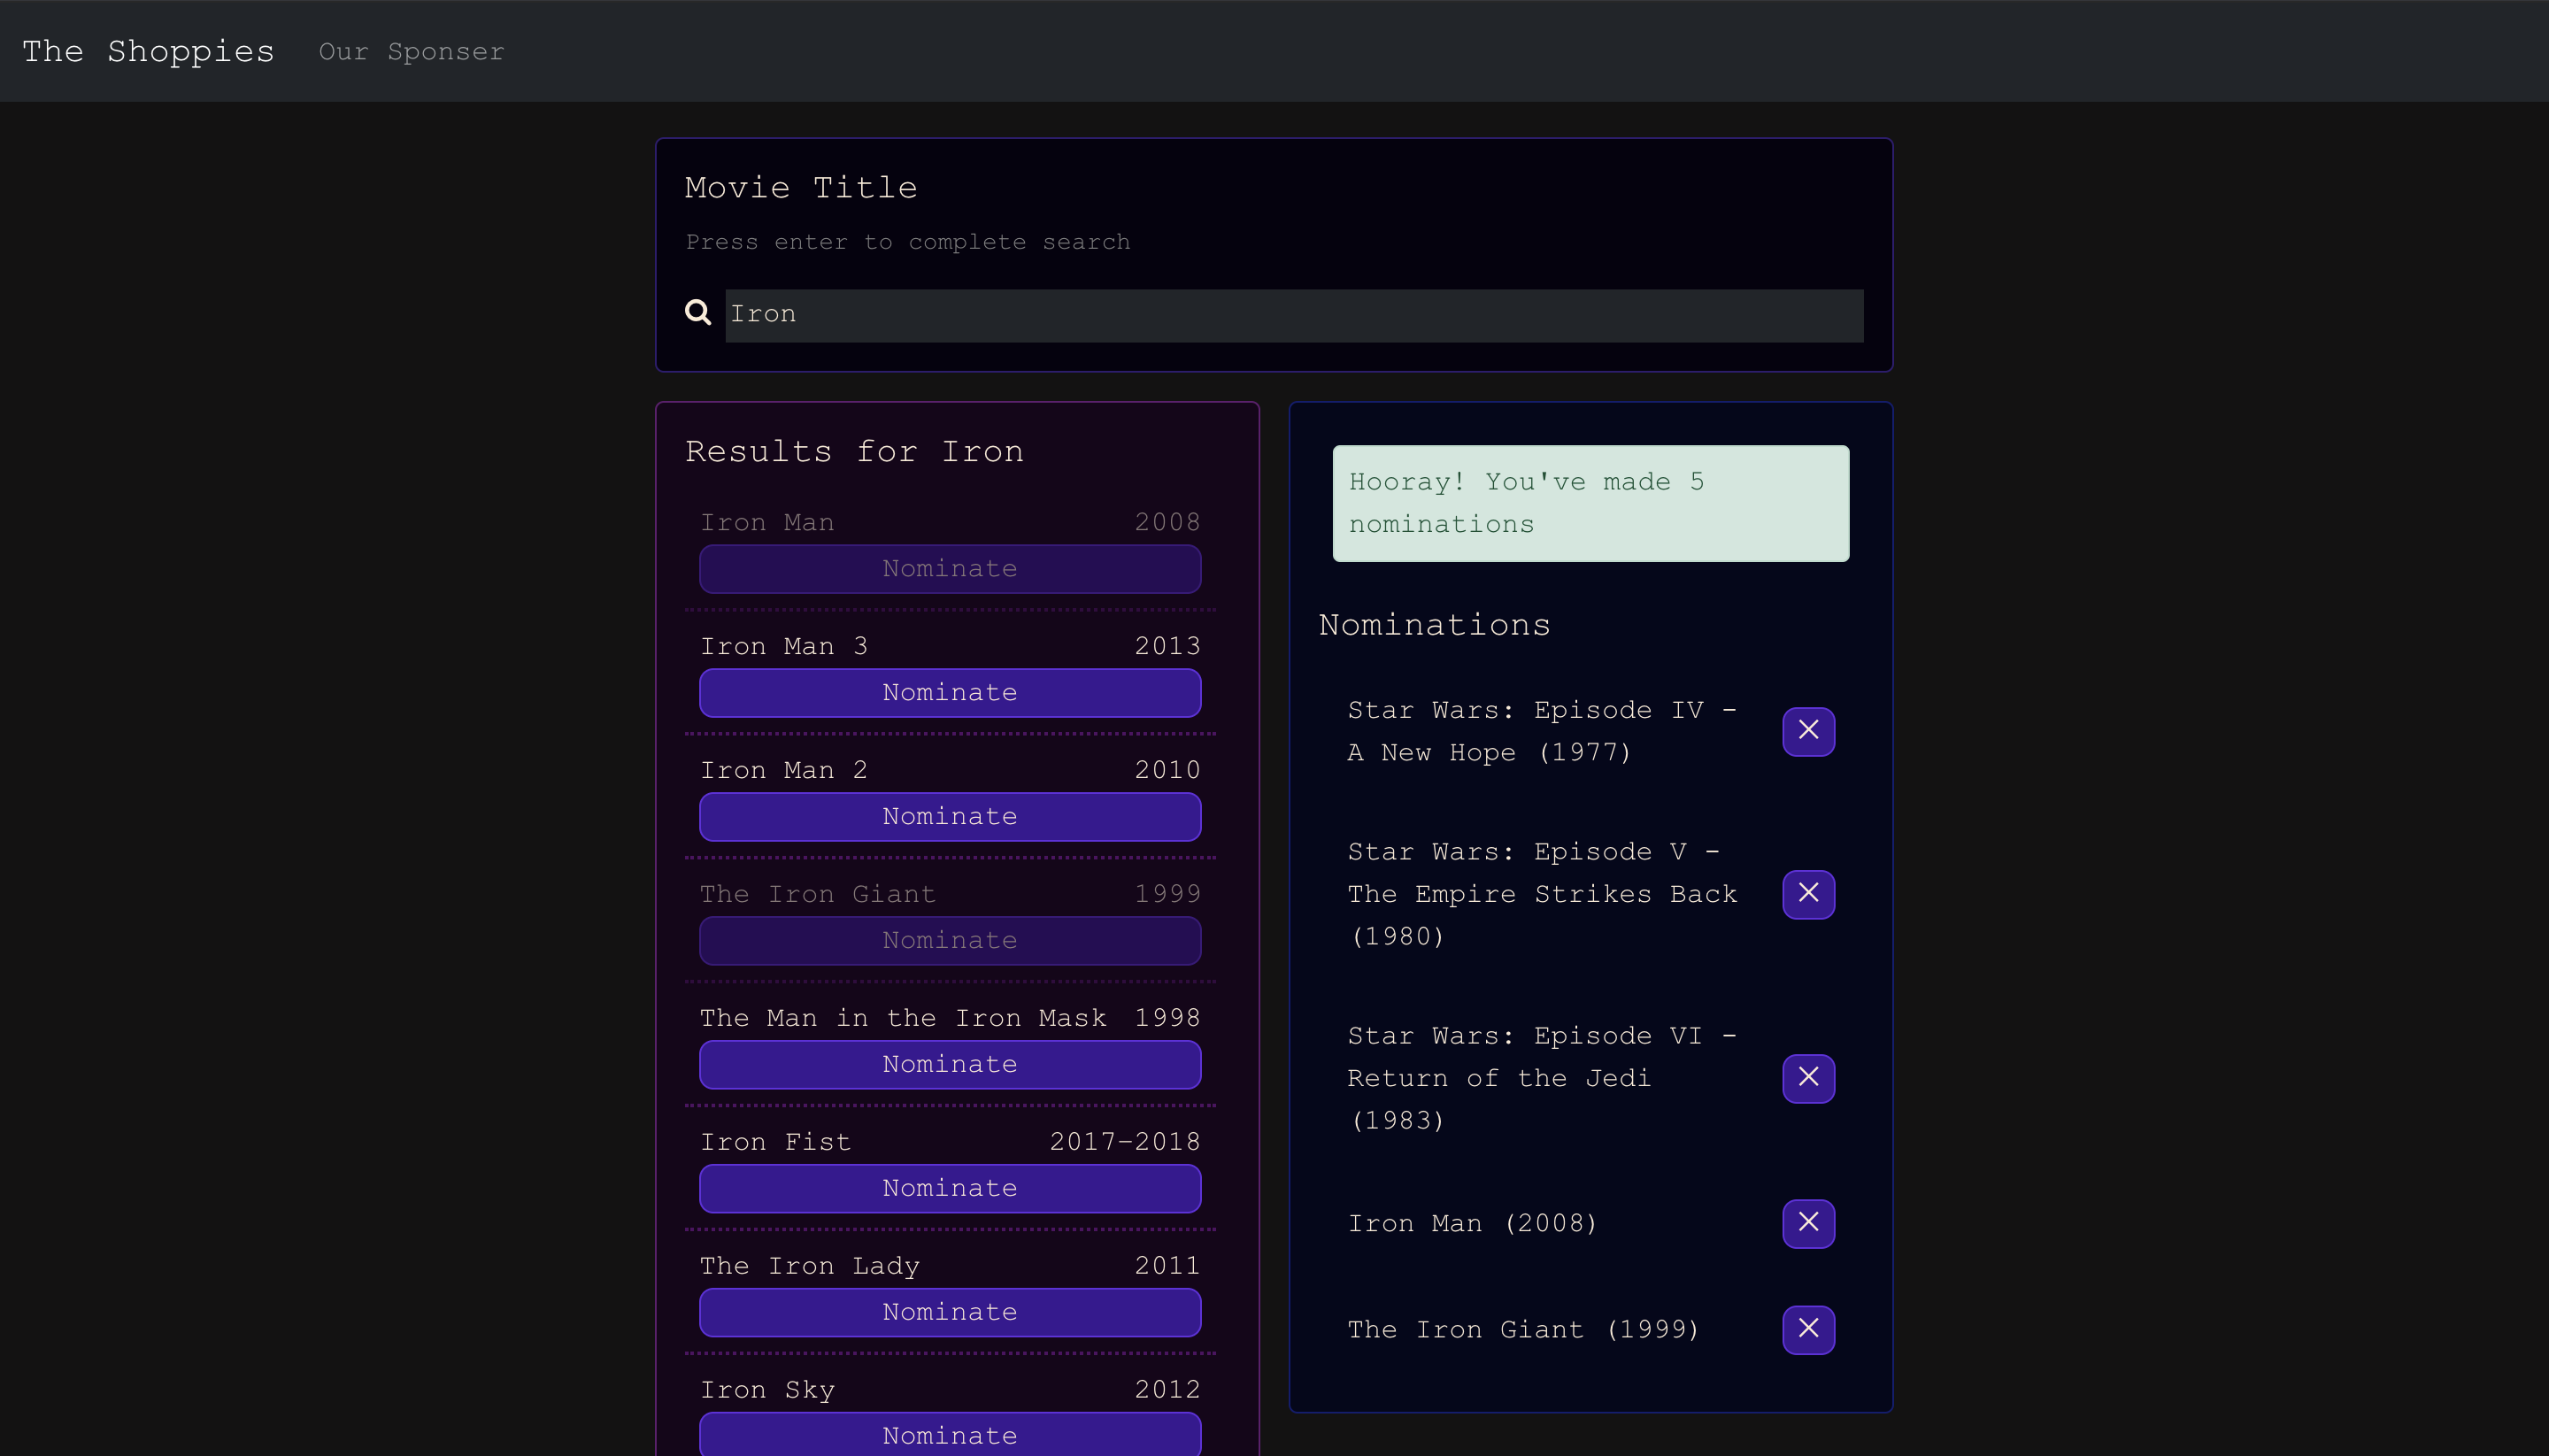 The Shoppies Our Sponser
Movie Title
Press enter to complete search
Iron
Results for Iron
Iron Man 2008
Nominate
Iron Man 3 2013
Nominate
Iron Man 2 2010
Nominate
The Iron Giant 1999
Nominate
The Man in the Iron Mask 1998
Nominate
Iron Fist 2017–2018
Nominate
The Iron Lady 2011
Nominate
Iron Sky 2012
Nominate
Hooray! You've made 5
nominations
Nominations
Star Wars: Episode IV -
A New Hope (1977)
Star Wars: Episode V -
The Empire Strikes Back
(1980)
Star Wars: Episode VI -
Return of the Jedi
(1983)
Iron Man (2008)
The Iron Giant (1999)